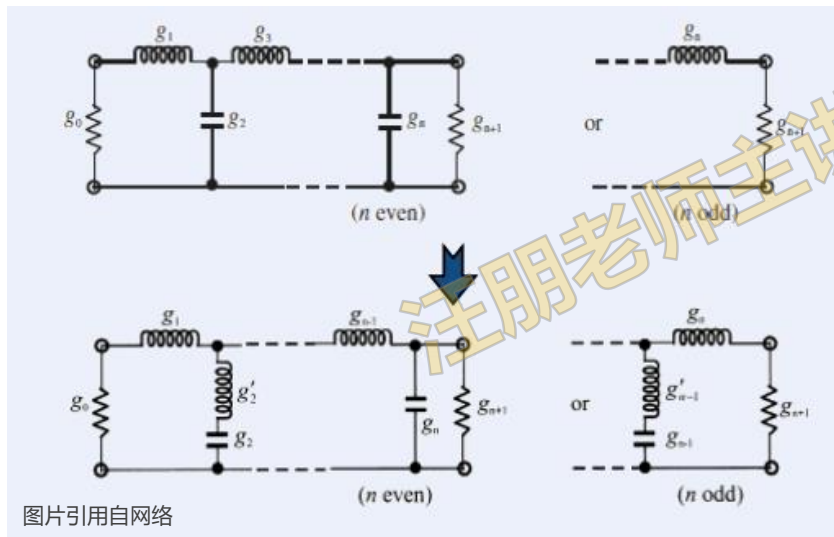 g₁ g₃ gₙ
g₀ g₂ gₙ gₙ₊₁ or gₙ₊₁
(n even) (n odd)
汪朋老师主讲
g₁ gₙ₋₁ gₙ
g₀ g′₂ g₂ gₙ gₙ₊₁ or g′ₙ₋₁ gₙ₋₁ gₙ₊₁
(n even) (n odd)
图片引用自网络